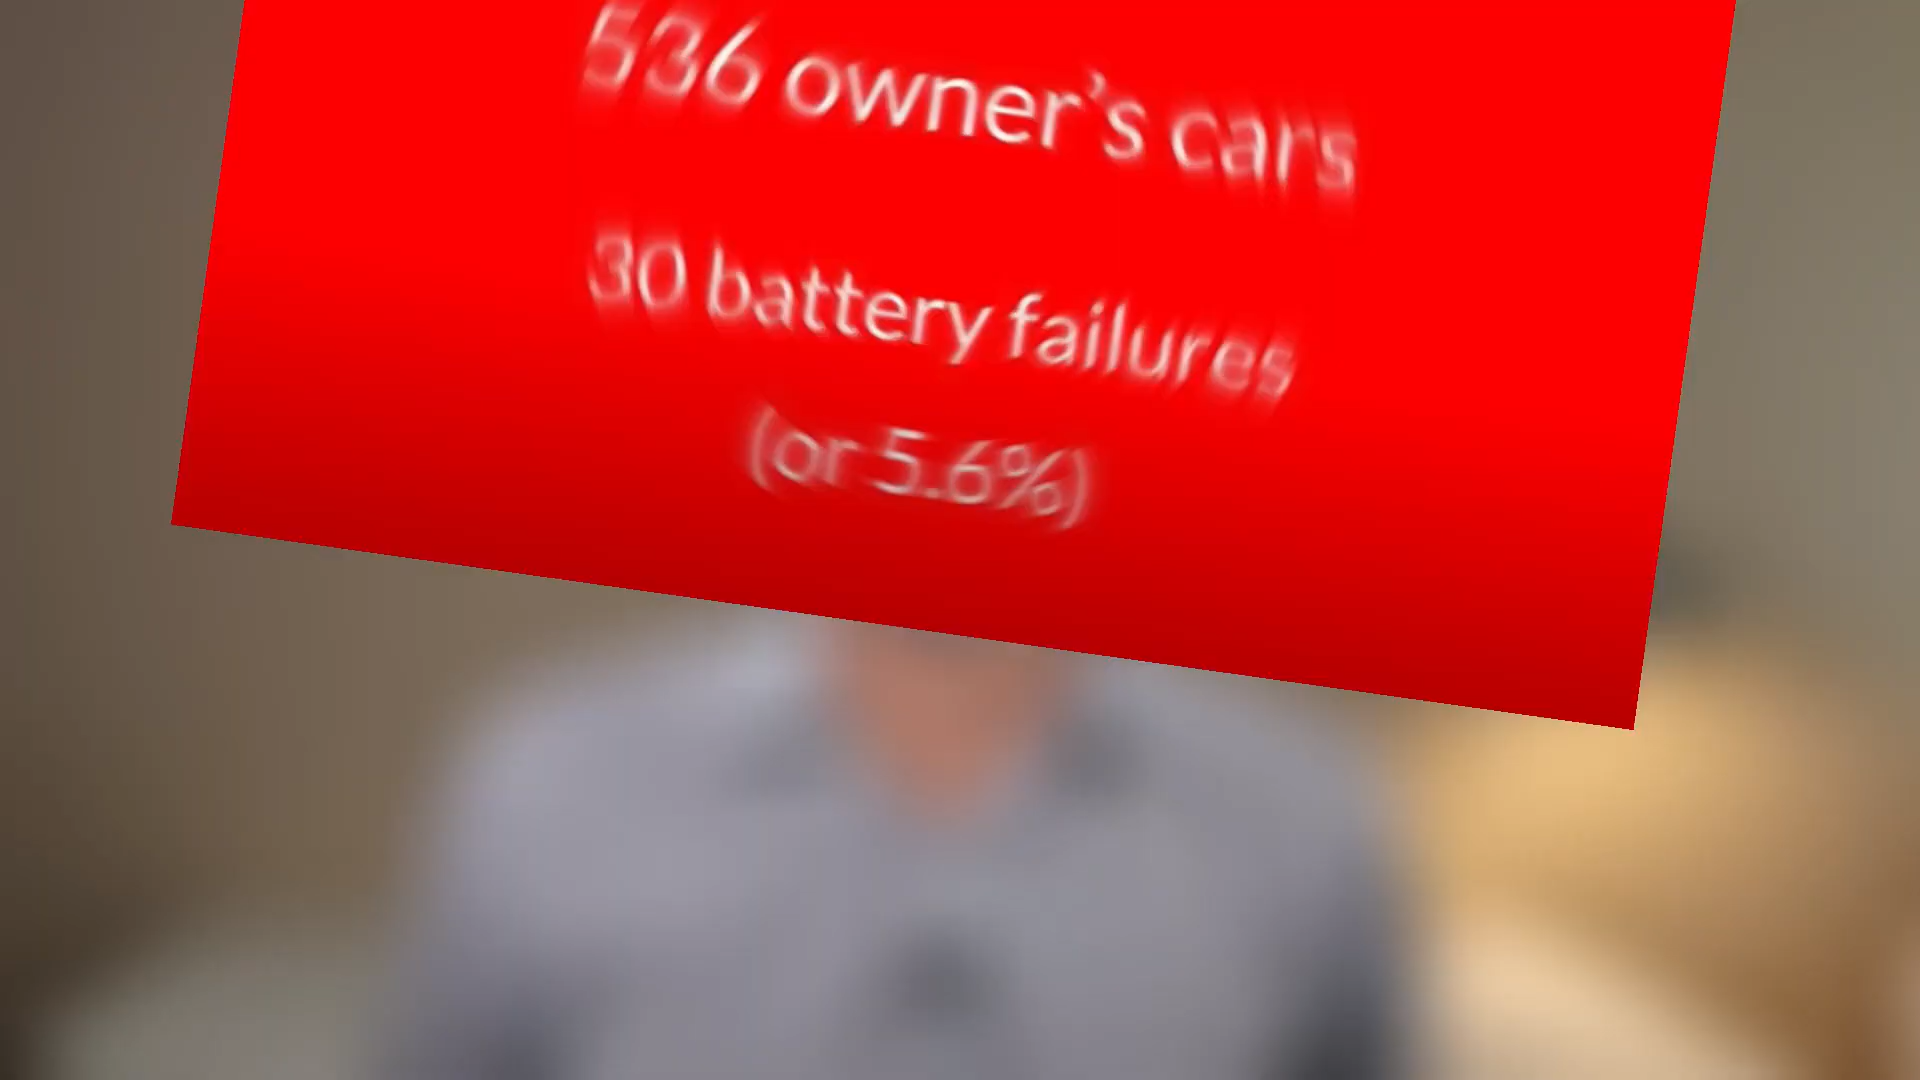 536 owner's cars
30 battery failures
(or 5.6%)